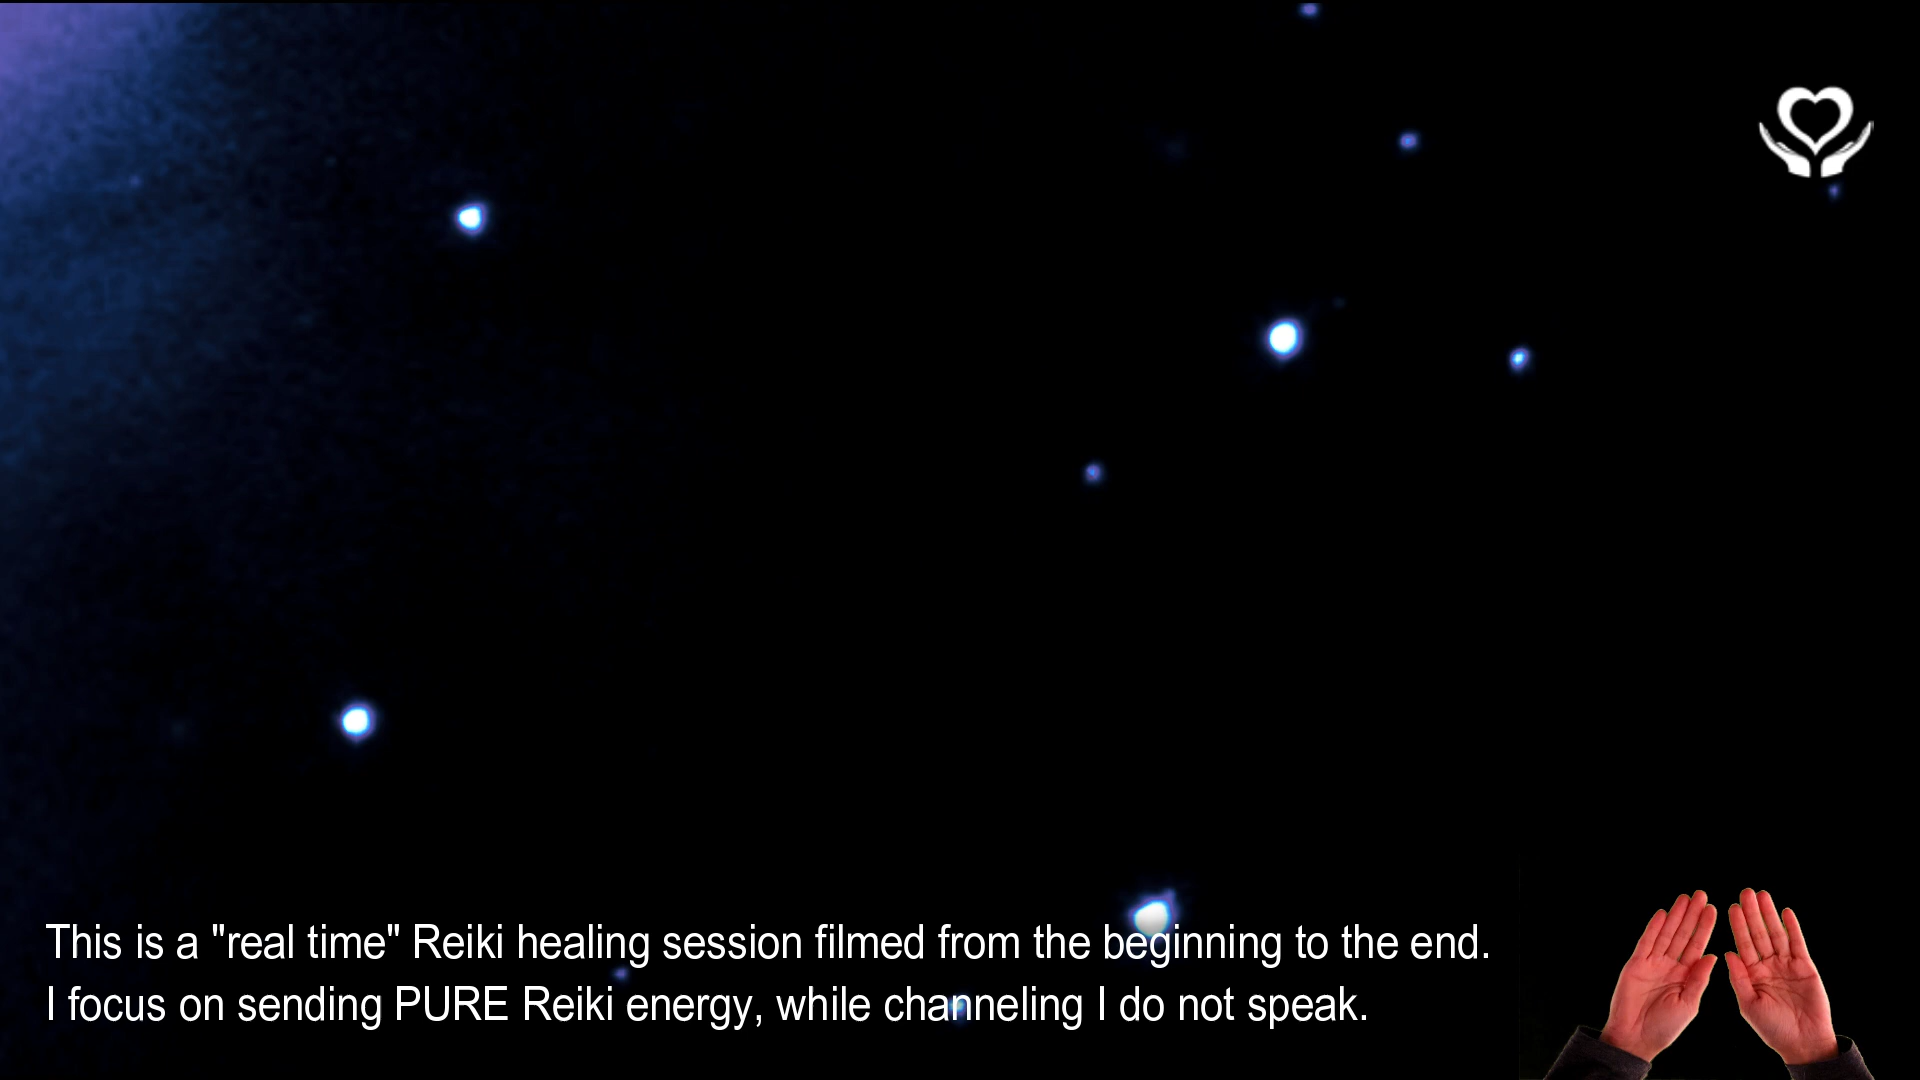 This is a "real time" Reiki healing session filmed from the beginning to the end.
I focus on sending PURE Reiki energy, while channeling I do not speak.